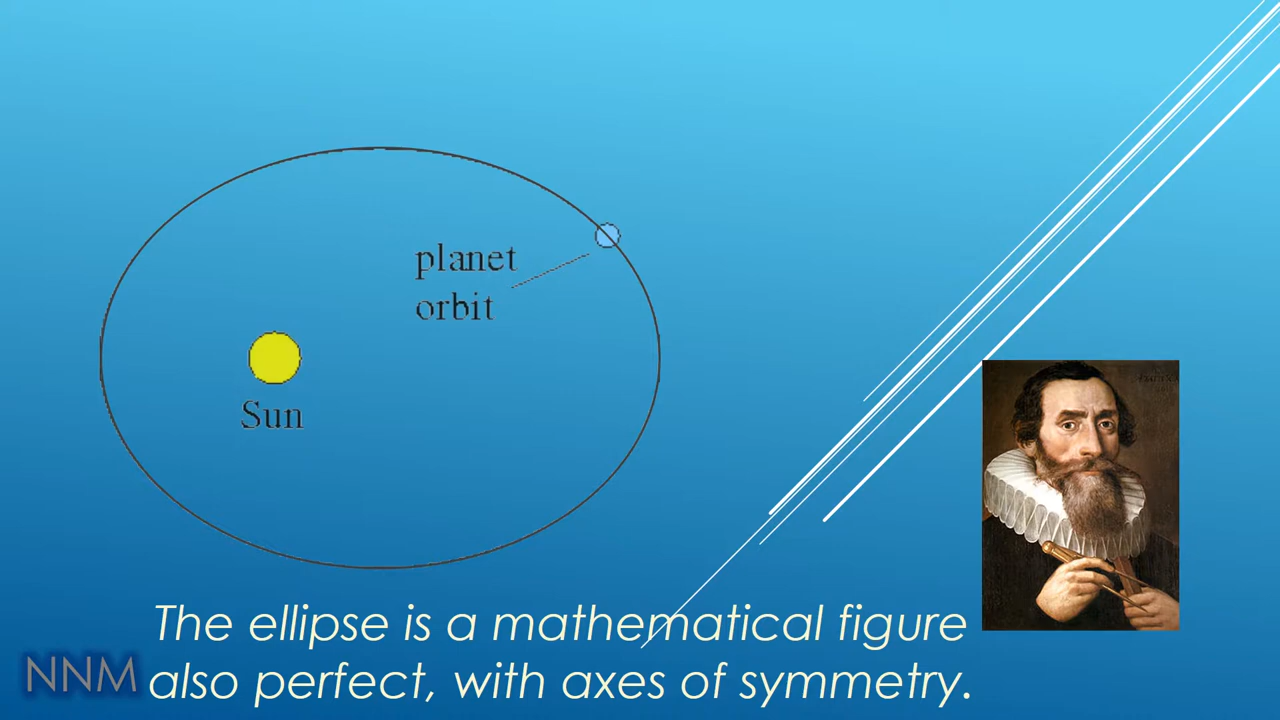 planet
orbit
Sun
The ellipse is a mathematical figure
also perfect, with axes of symmetry.
NNM